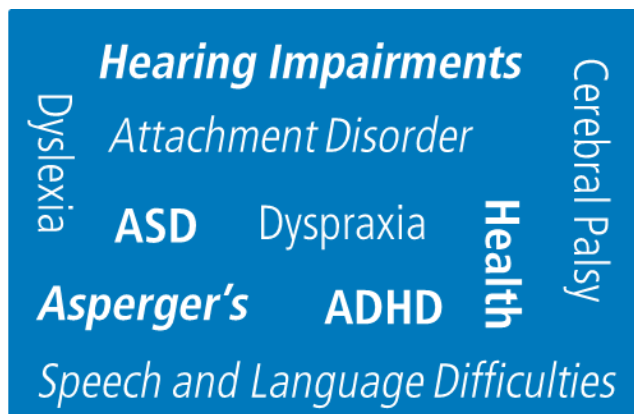 Hearing Impairments
Dyslexia
Attachment Disorder
Cerebral Palsy
ASD
Dyspraxia
Health
Asperger’s
ADHD
Speech and Language Difficulties